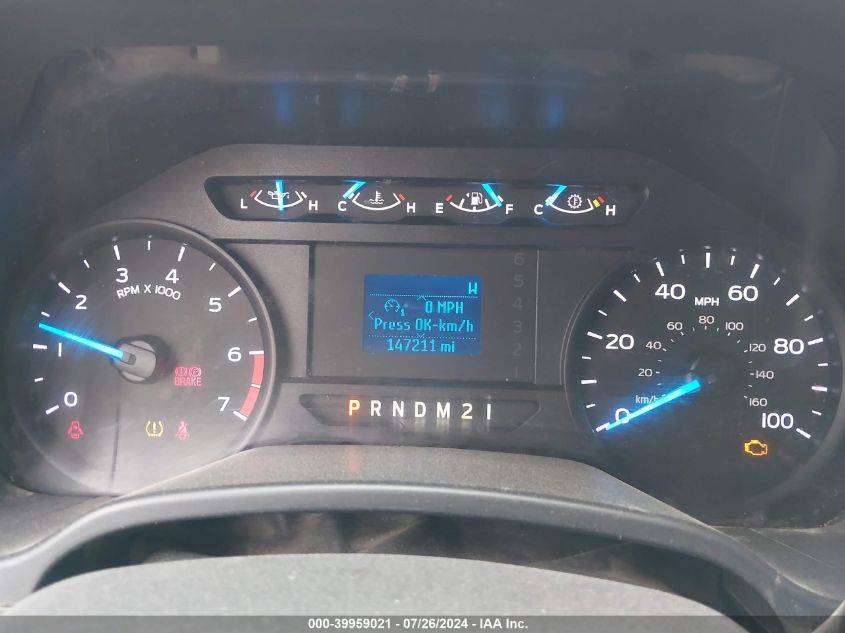 L H C H E F C H
0 1 2 3 4 5 6 7
RPM X 1000
BRAKE
W
1 0 MPH
Press OK-km/h
147211 mi
6
5
4
3
2
1
P R N D M 2 1
0 20 40 60 80 100
MPH
20 40 60 80 100 120 140 160
km/h
000-39959021 - 07/26/2024 - IAA Inc.